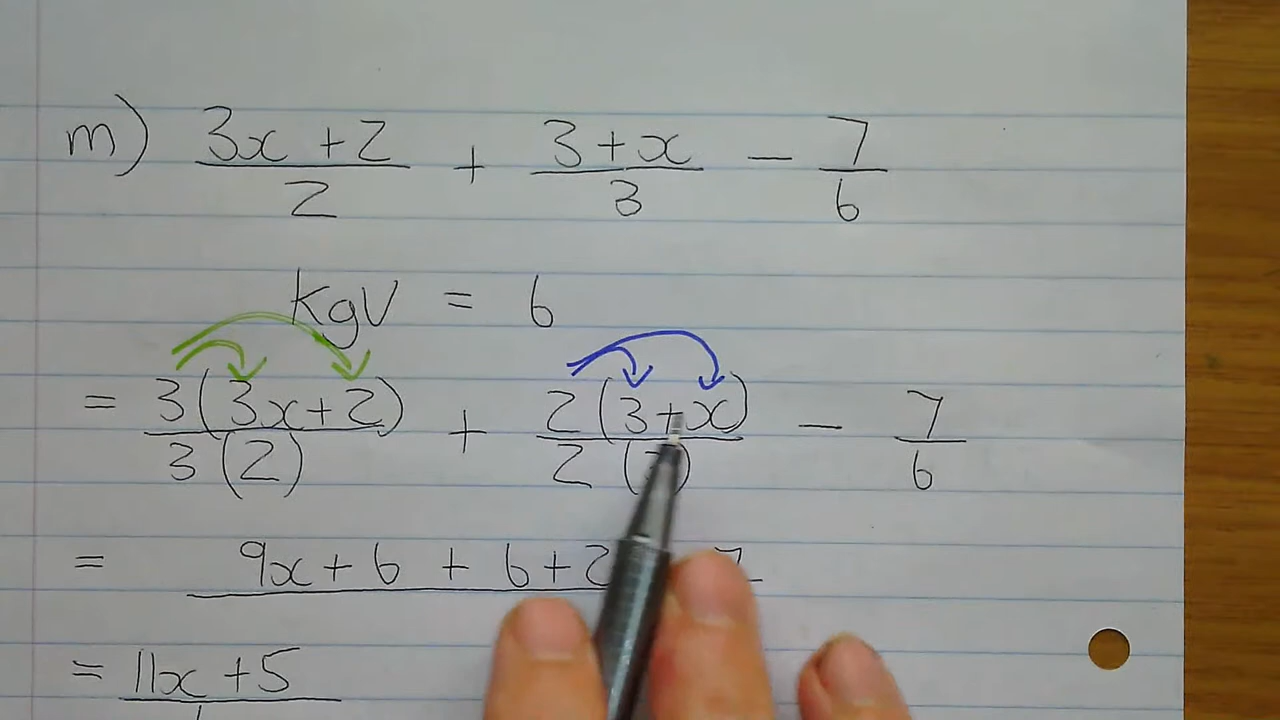 m) (3x + 2)/2 + (3 + x)/3 − 7/6
kgV = 6
= 3(3x + 2)/3(2) + 2(3 + x)/2( ) − 7/6
= 9x + 6 + 6 + 2 7
= 11x + 5